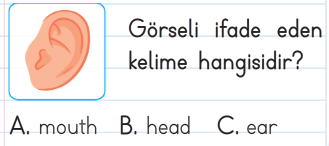 Görseli ifade eden
kelime hangisidir?
A. mouth B. head C. ear